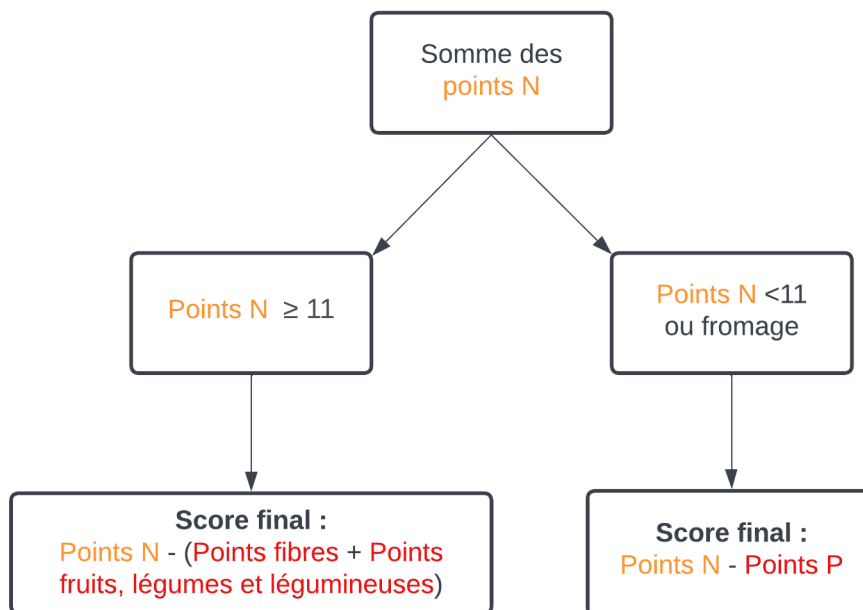 Somme des
points N
Points N ≥ 11
Points N <11
ou fromage
Score final :
Points N - (Points fibres + Points
fruits, légumes et légumineuses)
Score final :
Points N - Points P